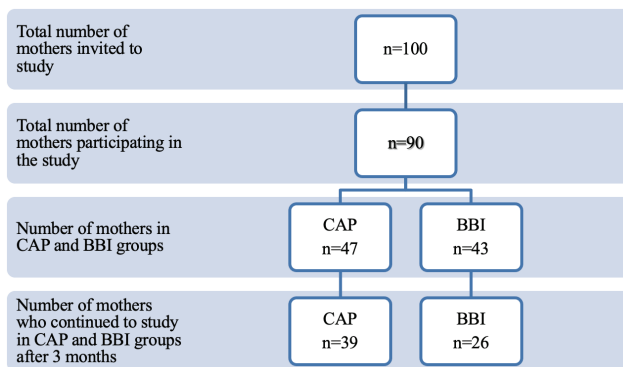 Total number of
mothers invited to
study
n=100
Total number of
mothers participating in
the study
n=90
Number of mothers in
CAP and BBI groups
CAP
n=47
BBI
n=43
Number of mothers
who continued to study
in CAP and BBI groups
after 3 months
CAP
n=39
BBI
n=26